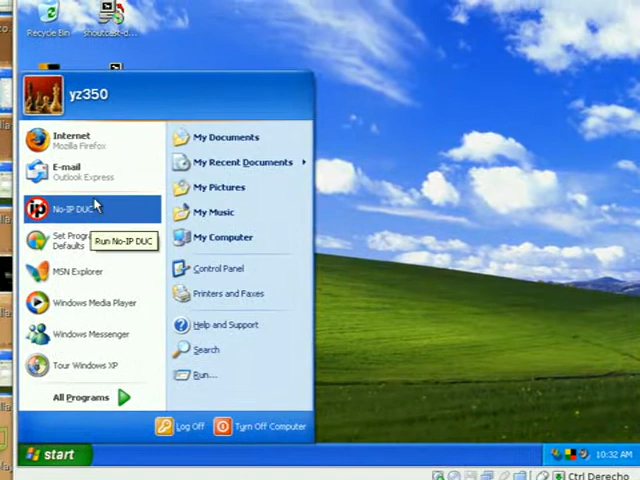 Recycle Bin
shoutcast-d...
yz350
Internet
Mozilla Firefox
E-mail
Outlook Express
No-IP DUC
Set Progr
Defaults
Run No-IP DUC
MSN Explorer
Windows Media Player
Windows Messenger
Tour Windows XP
All Programs
My Documents
My Recent Documents
My Pictures
My Music
My Computer
Control Panel
Printers and Faxes
Help and Support
Search
Run...
Log Off
Turn Off Computer
start
10:32 AM
Ctrl Derecho